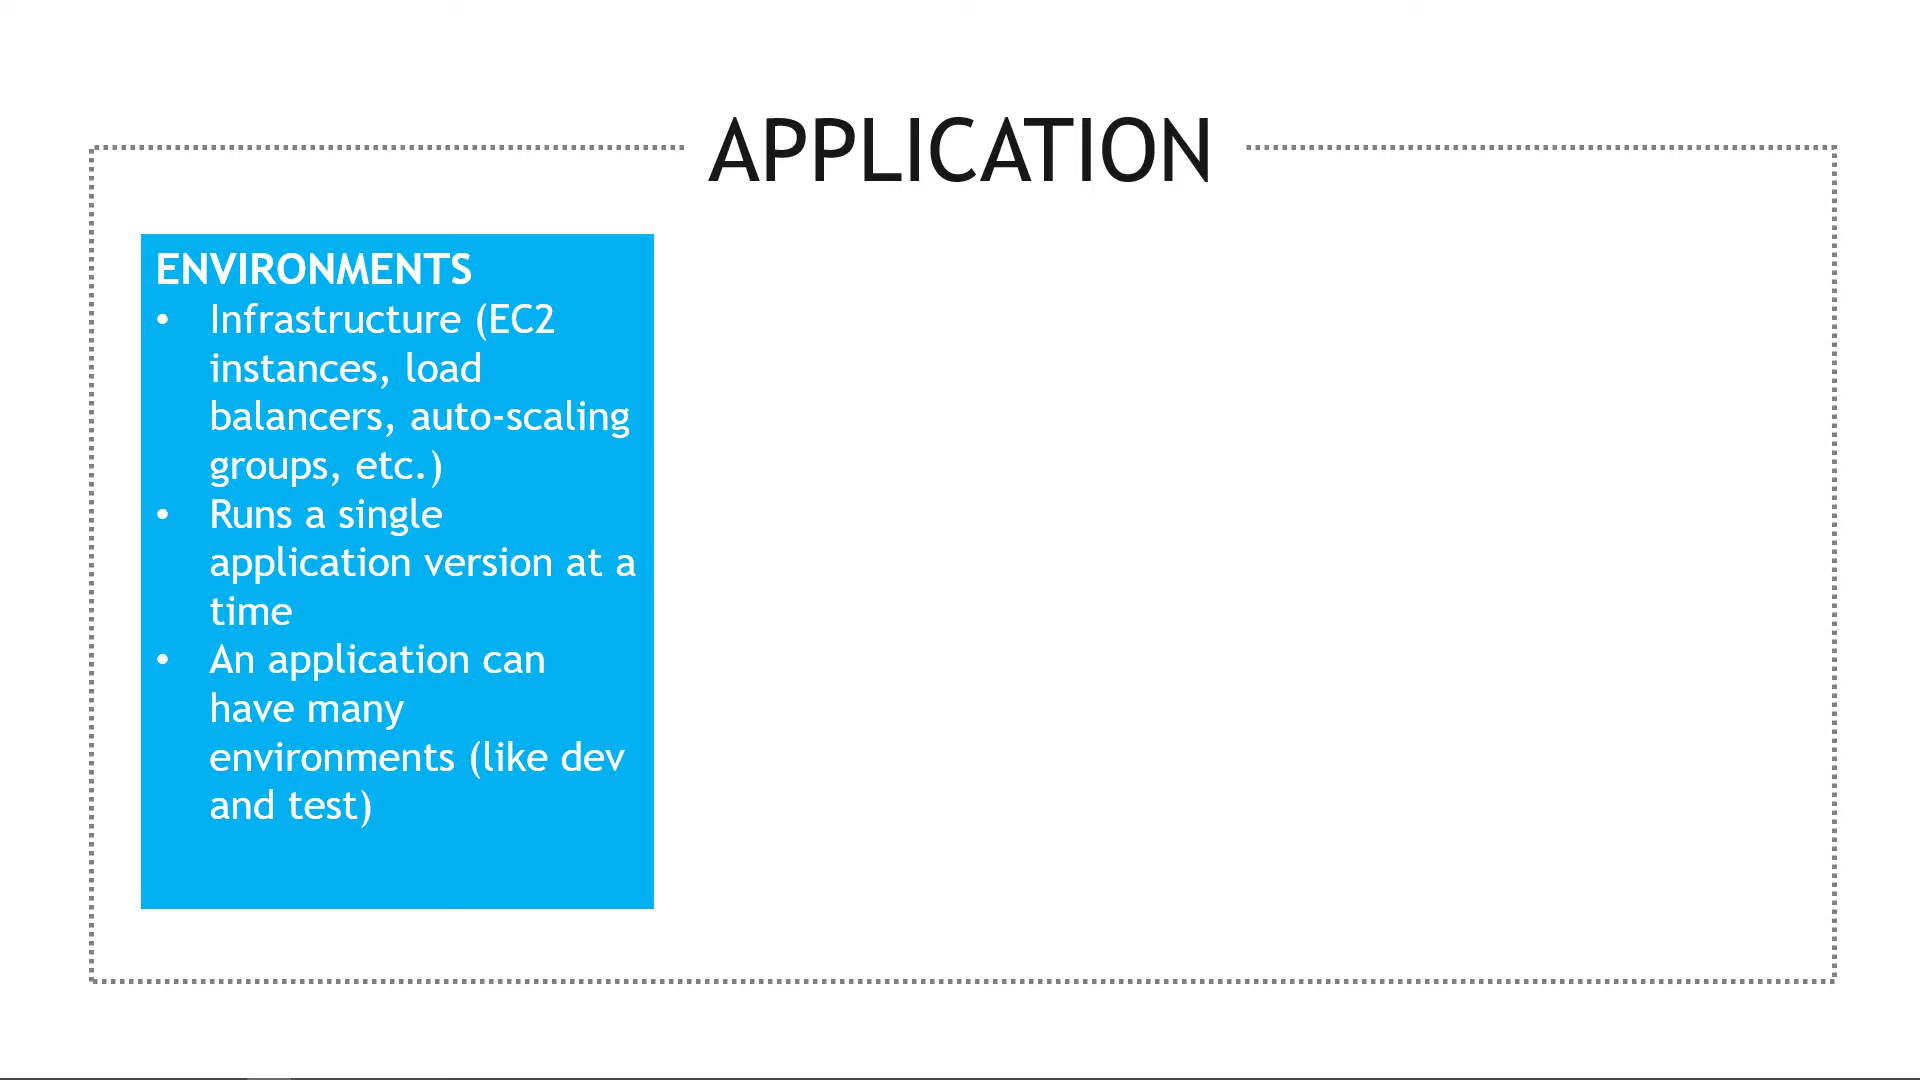 APPLICATION
ENVIRONMENTS
• Infrastructure (EC2
instances, load
balancers, auto-scaling
groups, etc.)
• Runs a single
application version at a
time
• An application can
have many
environments (like dev
and test)